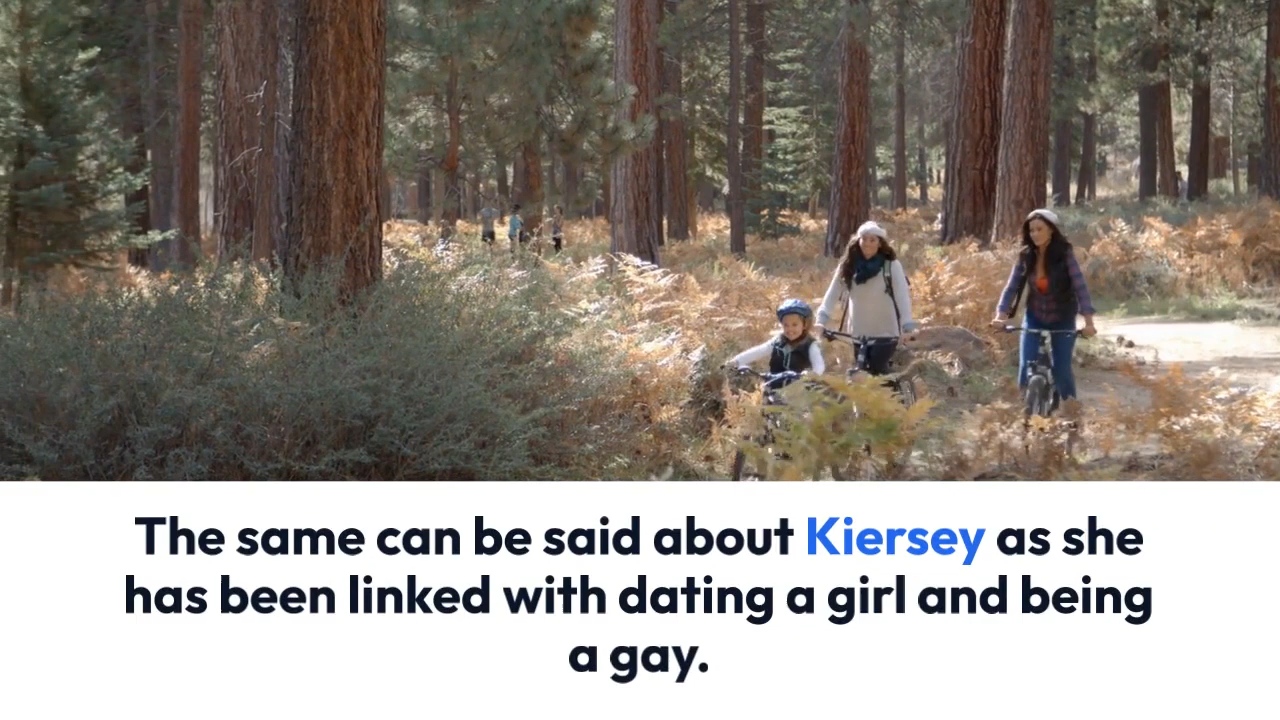 The same can be said about Kiersey as she
has been linked with dating a girl and being
a gay.